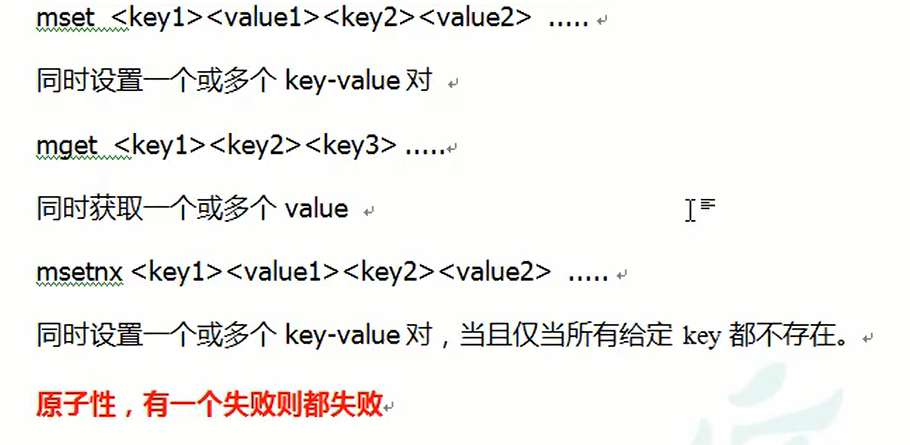 mset <key1><value1><key2><value2> .....
同时设置一个或多个 key-value 对
mget <key1><key2><key3> .....
同时获取一个或多个 value
msetnx <key1><value1><key2><value2> .....
同时设置一个或多个 key-value 对，当且仅当所有给定 key 都不存在。
原子性，有一个失败则都失败